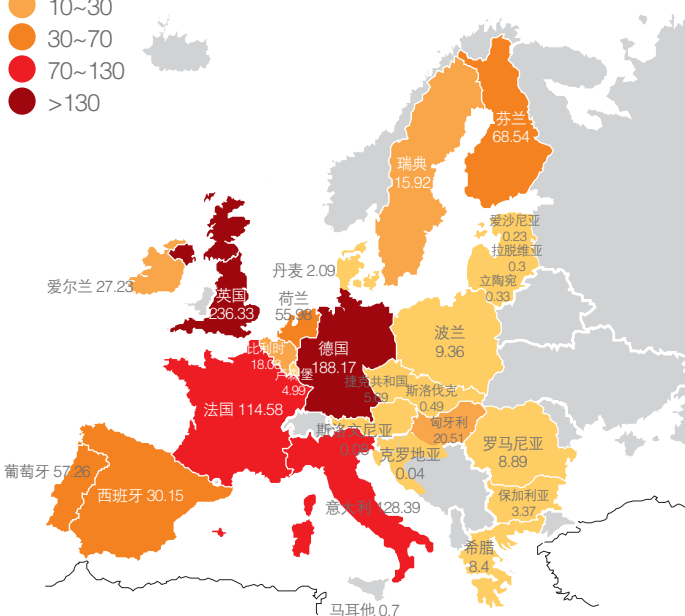 10~30
30~70
70~130
>130
芬兰
68.54
瑞典
15.92
爱沙尼亚
0.23
拉脱维亚
0.3
立陶宛
0.33
丹麦 2.09
爱尔兰 27.23
英国
236.33
荷兰
55.98
比利时
18.08
卢森堡
4.99
德国
188.17
波兰
9.36
捷克共和国
5.69
斯洛伐克
0.49
匈牙利
20.51
法国 114.58
斯洛文尼亚
克罗地亚
0.04
罗马尼亚
8.89
保加利亚
3.37
葡萄牙 57.26
西班牙 30.15
意大利 128.39
希腊
8.4
马耳他 0.7